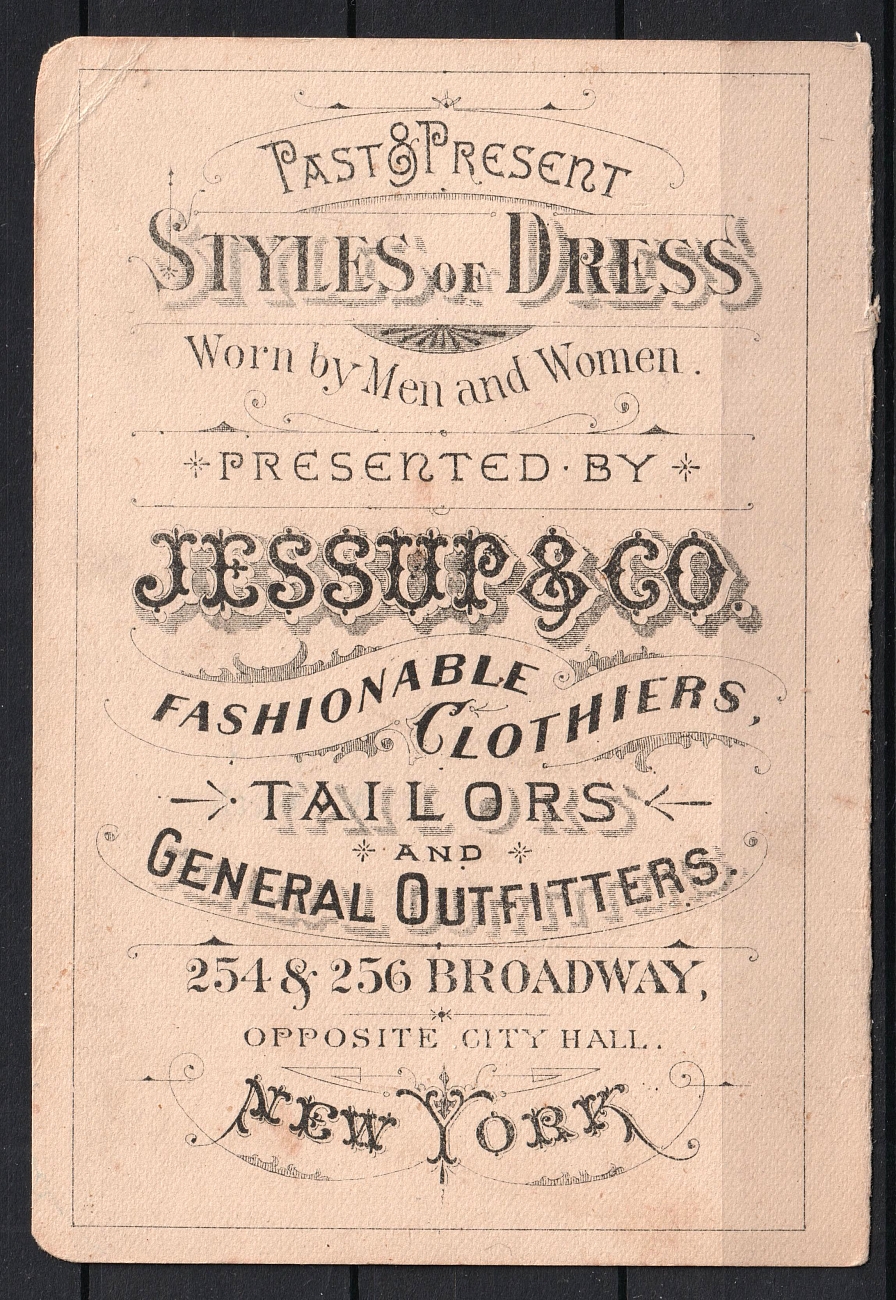 PAST & PRESENT
STYLES OF DRESS
Worn by Men and Women.
PRESENTED · BY
JESSUP & CO.
FASHIONABLE
CLOTHIERS,
TAILORS
AND
GENERAL OUTFITTERS.
254 & 256 BROADWAY,
OPPOSITE CITY HALL.
NEW YORK